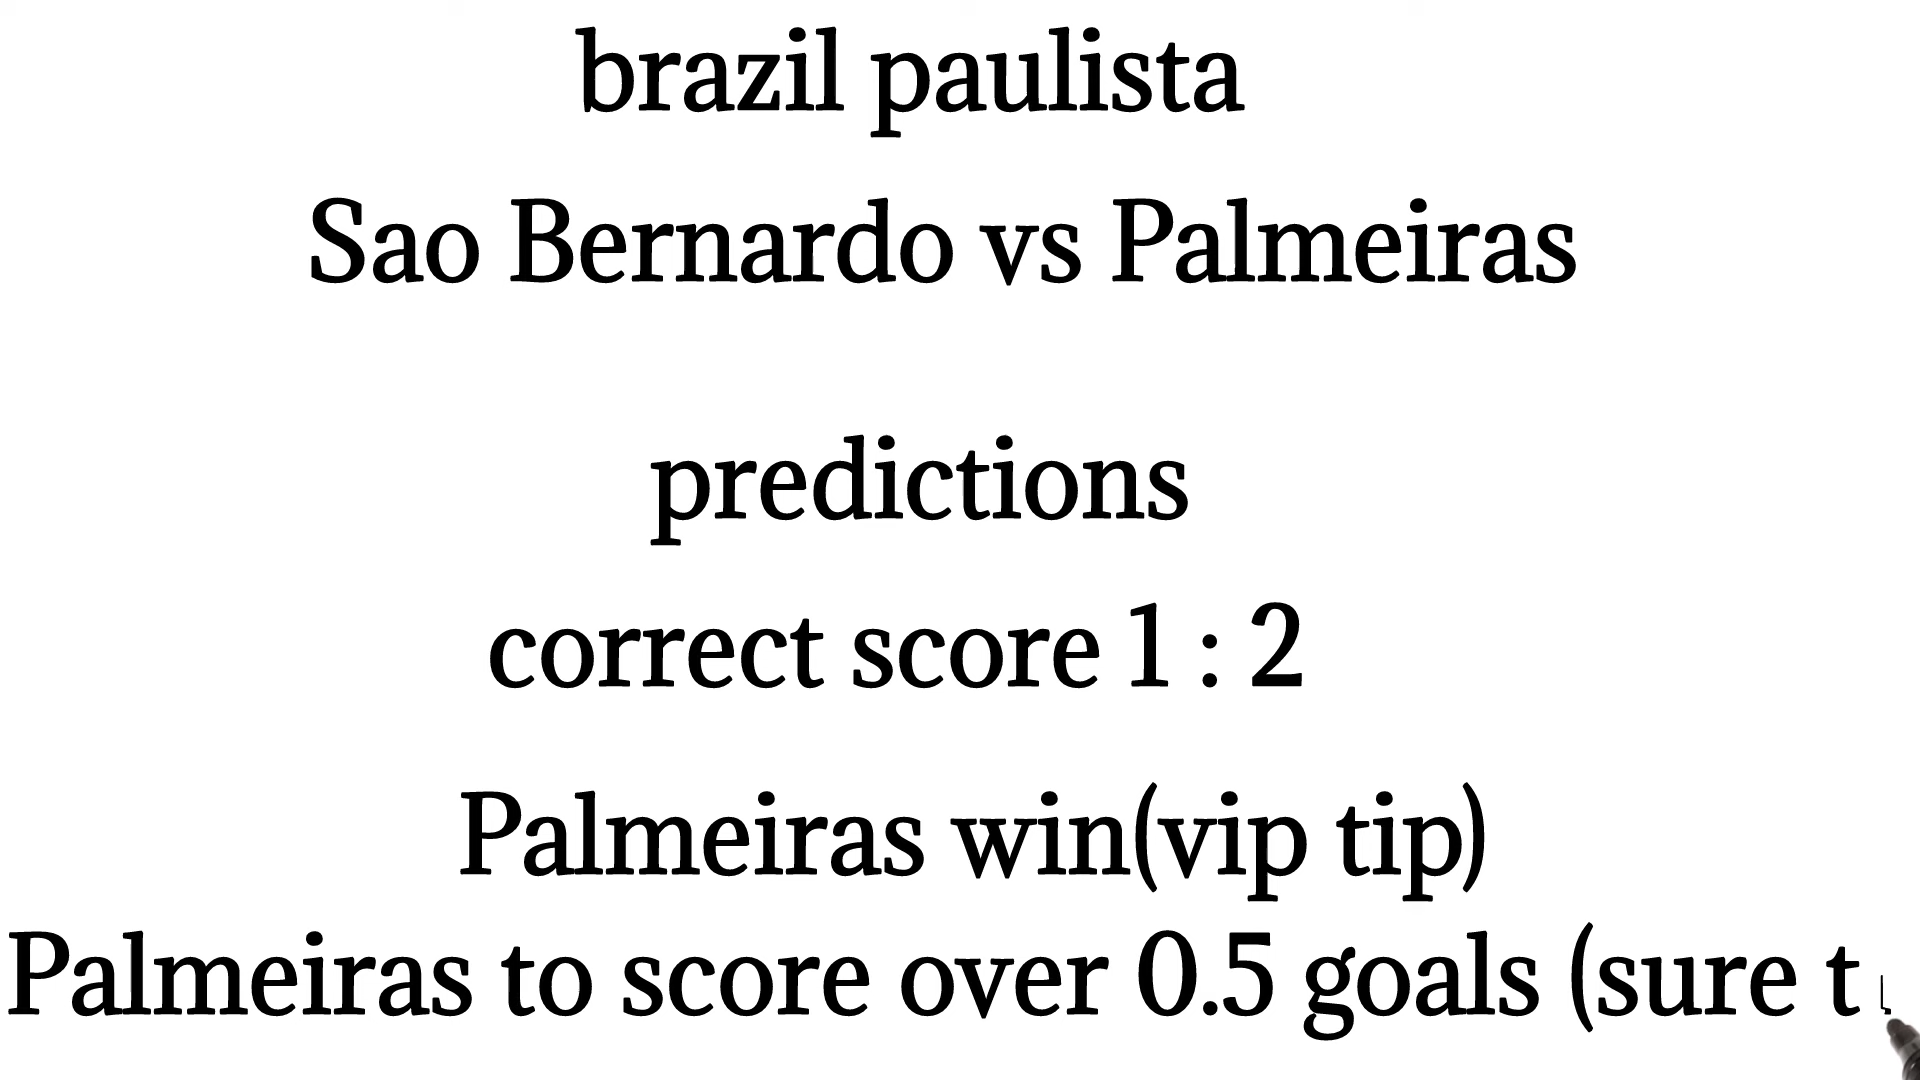 brazil paulista
Sao Bernardo vs Palmeiras
predictions
correct score 1 : 2
Palmeiras win(vip tip)
Palmeiras to score over 0.5 goals (sure t